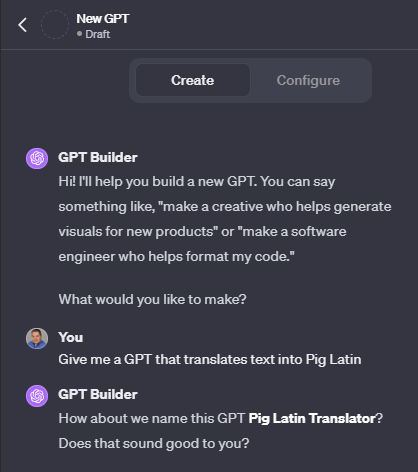 New GPT
Draft
Create
Configure
GPT Builder
Hi! I'll help you build a new GPT. You can say
something like, "make a creative who helps generate
visuals for new products" or "make a software
engineer who helps format my code."
What would you like to make?
You
Give me a GPT that translates text into Pig Latin
GPT Builder
How about we name this GPT Pig Latin Translator?
Does that sound good to you?